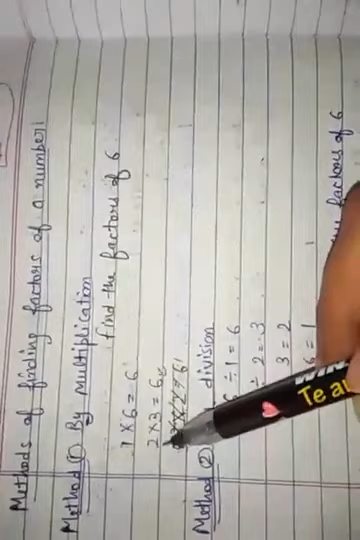 Methods of finding factors of a number:
Method ① By multiplication
find the factors of 6
1 × 6 = 6
2 × 3 = 6
Method ② division
÷ 1 = 6
÷ 2 = 3
3 = 2
6 = 1
factors of 6
Te a